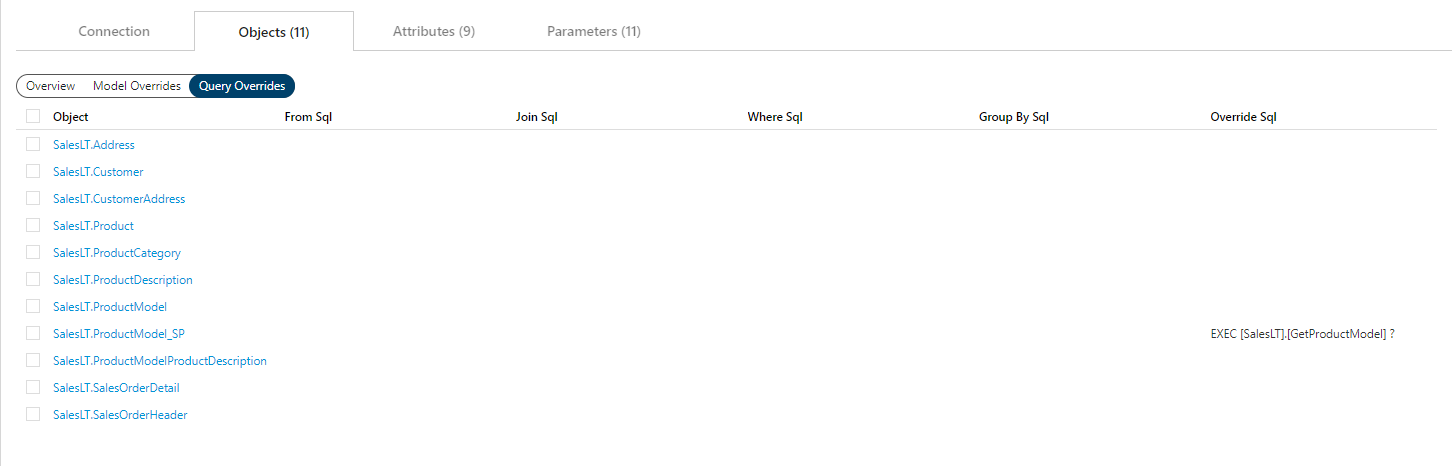 Connection Objects (11) Attributes (9) Parameters (11)
Overview Model Overrides Query Overrides
Object From Sql Join Sql Where Sql Group By Sql Override Sql
SalesLT.Address
SalesLT.Customer
SalesLT.CustomerAddress
SalesLT.Product
SalesLT.ProductCategory
SalesLT.ProductDescription
SalesLT.ProductModel
SalesLT.ProductModel_SP EXEC [SalesLT].[GetProductModel] ?
SalesLT.ProductModelProductDescription
SalesLT.SalesOrderDetail
SalesLT.SalesOrderHeader